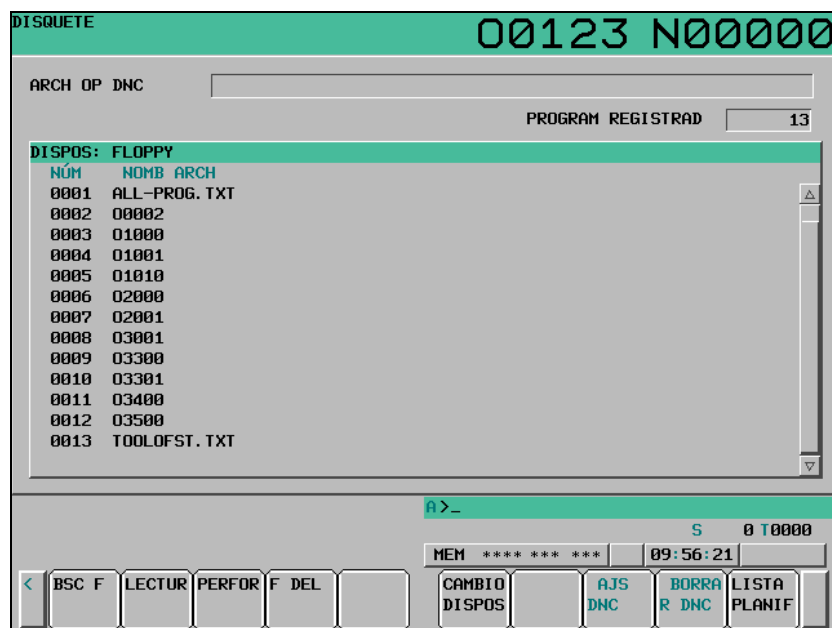 DISQUETE
O0123 N00000
ARCH OP DNC
PROGRAM REGISTRAD 13
DISPOS: FLOPPY
NÚM NOMB ARCH
0001 ALL-PROG.TXT
0002 O0002
0003 O1000
0004 O1001
0005 O1010
0006 O2000
0007 O2001
0008 O3001
0009 O3300
0010 O3301
0011 O3400
0012 O3500
0013 TOOLOFST.TXT
A>_
S 0 T0000
MEM **** *** *** 09:56:21
< BSC F LECTUR PERFOR F DEL CAMBIO AJS BORRA LISTA
DISPOS DNC R DNC PLANIF